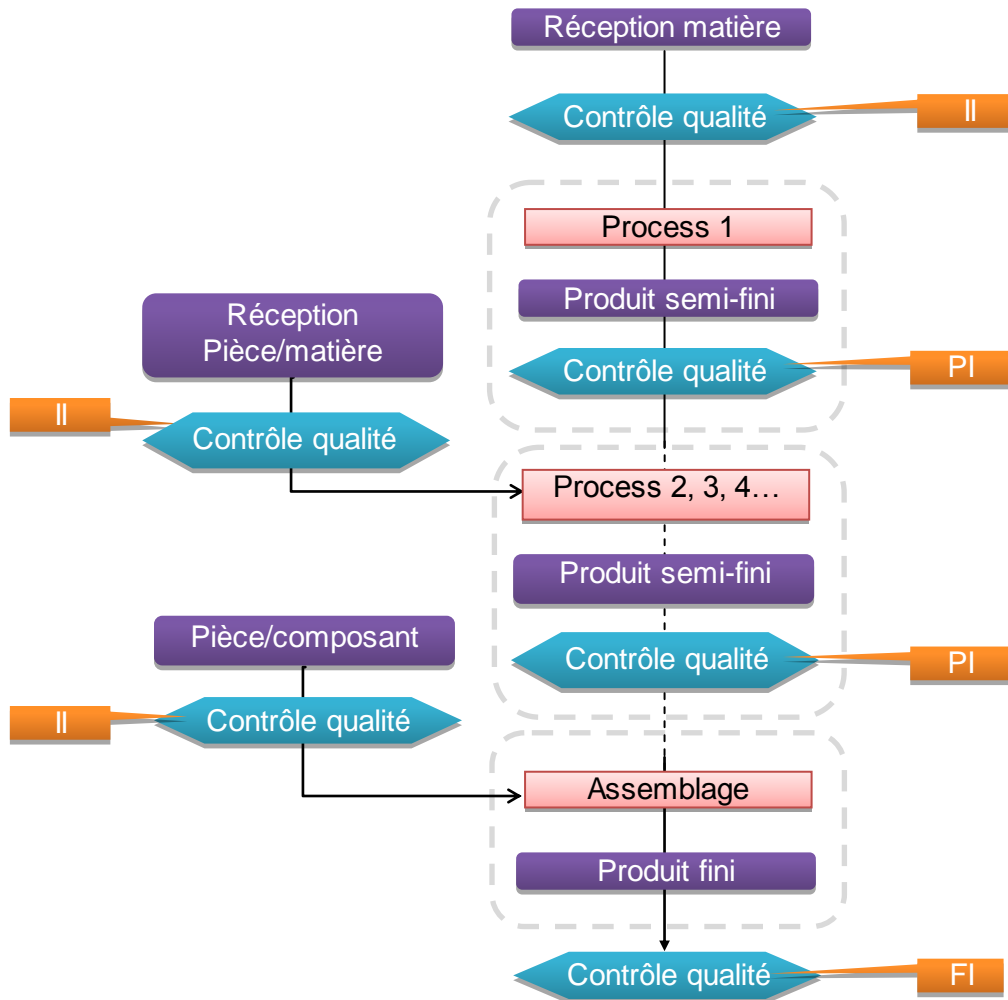 Réception matière
Contrôle qualité
II
Process 1
Produit semi-fini
Contrôle qualité
PI
Réception
Pièce/matière
II
Contrôle qualité
Process 2, 3, 4…
Produit semi-fini
Contrôle qualité
PI
Pièce/composant
II
Contrôle qualité
Assemblage
Produit fini
Contrôle qualité
FI